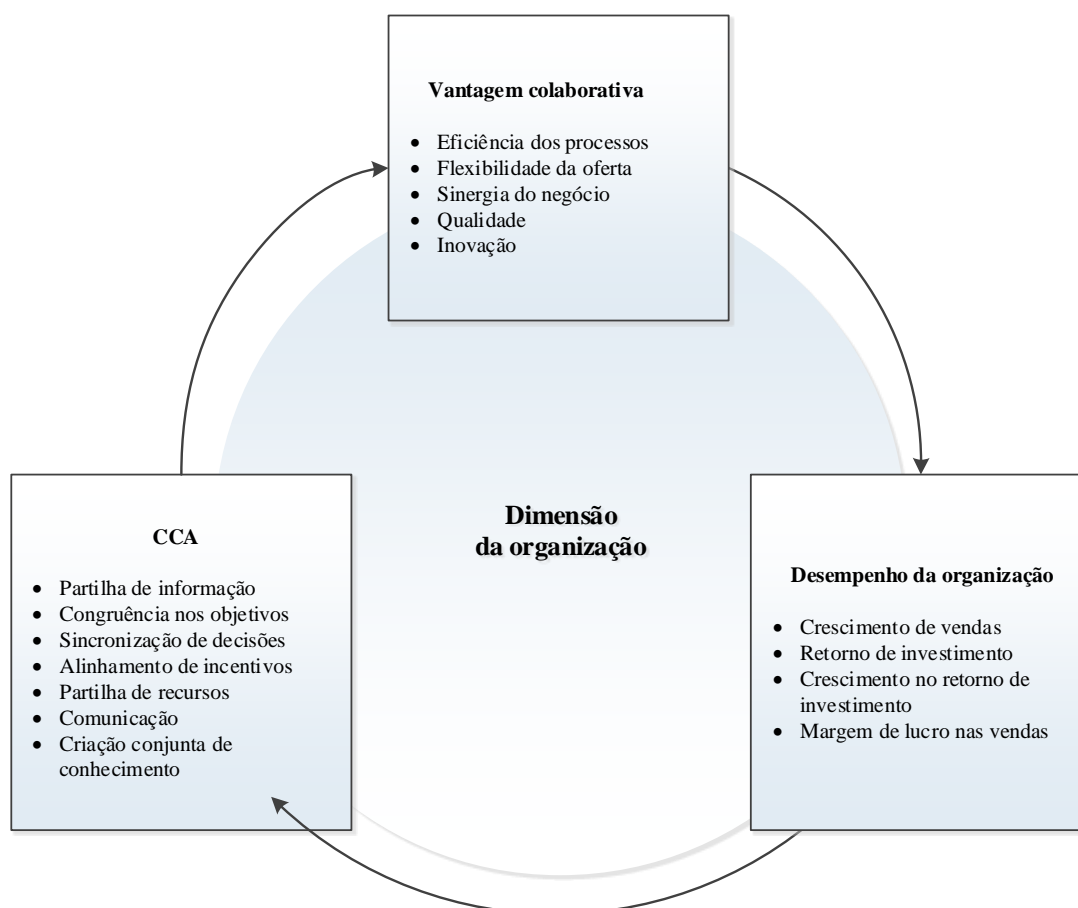 Vantagem colaborativa
• Eficiência dos processos
• Flexibilidade da oferta
• Sinergia do negócio
• Qualidade
• Inovação
Dimensão
da organização
CCA
• Partilha de informação
• Congruência nos objetivos
• Sincronização de decisões
• Alinhamento de incentivos
• Partilha de recursos
• Comunicação
• Criação conjunta de
conhecimento
Desempenho da organização
• Crescimento de vendas
• Retorno de investimento
• Crescimento no retorno de
investimento
• Margem de lucro nas vendas